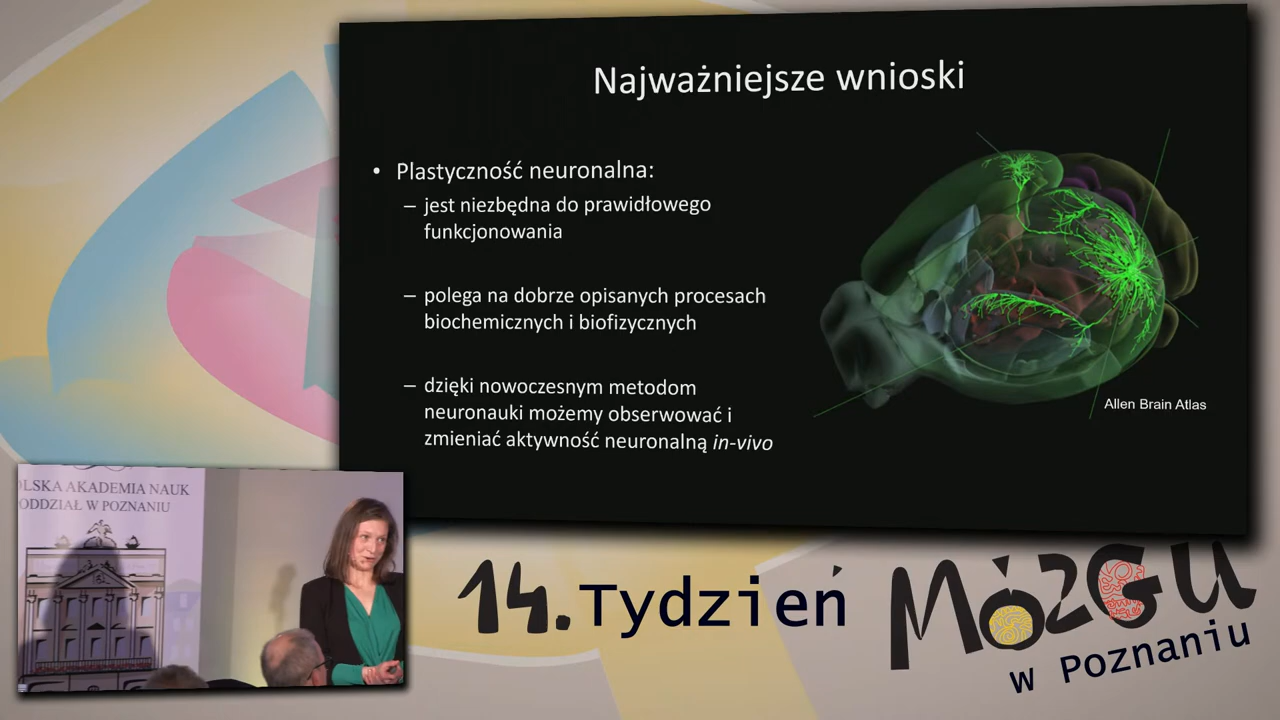 Najważniejsze wnioski
• Plastyczność neuronalna:
– jest niezbędna do prawidłowego
funkcjonowania
– polega na dobrze opisanych procesach
biochemicznych i biofizycznych
– dzięki nowoczesnym metodom
neuronauki możemy obserwować i
zmieniać aktywność neuronalną in-vivo
Allen Brain Atlas
OLSKA AKADEMIA NAUK
ODDZIAŁ W POZNANIU
14. Tydzień
MÓZGU
w Poznaniu